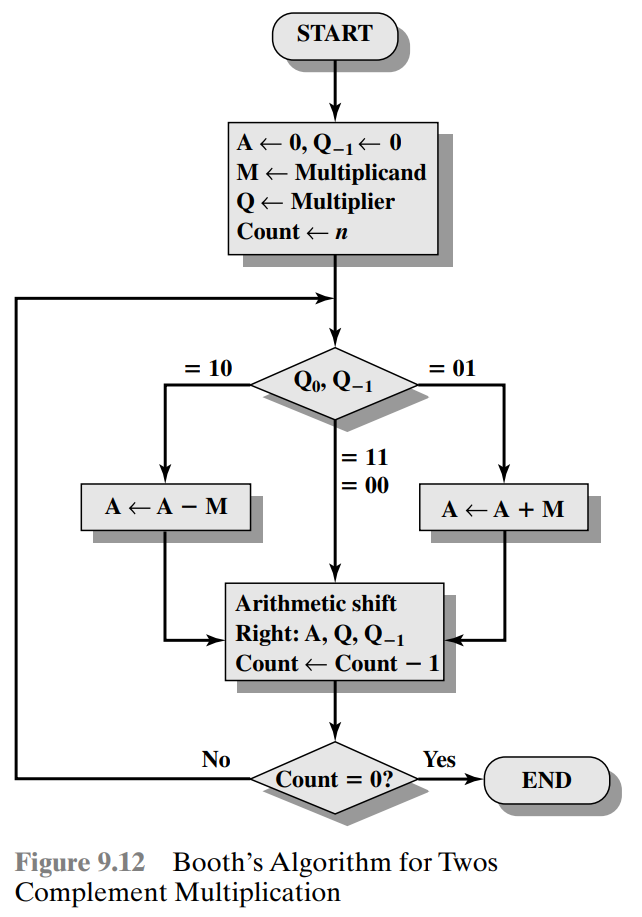 START
A ← 0, Q₋₁ ← 0
M ← Multiplicand
Q ← Multiplier
Count ← n
= 10
Q₀, Q₋₁
= 01
= 11
= 00
A ← A − M
A ← A + M
Arithmetic shift
Right: A, Q, Q₋₁
Count ← Count − 1
No
Count = 0?
Yes
END
Figure 9.12 Booth’s Algorithm for Twos
Complement Multiplication